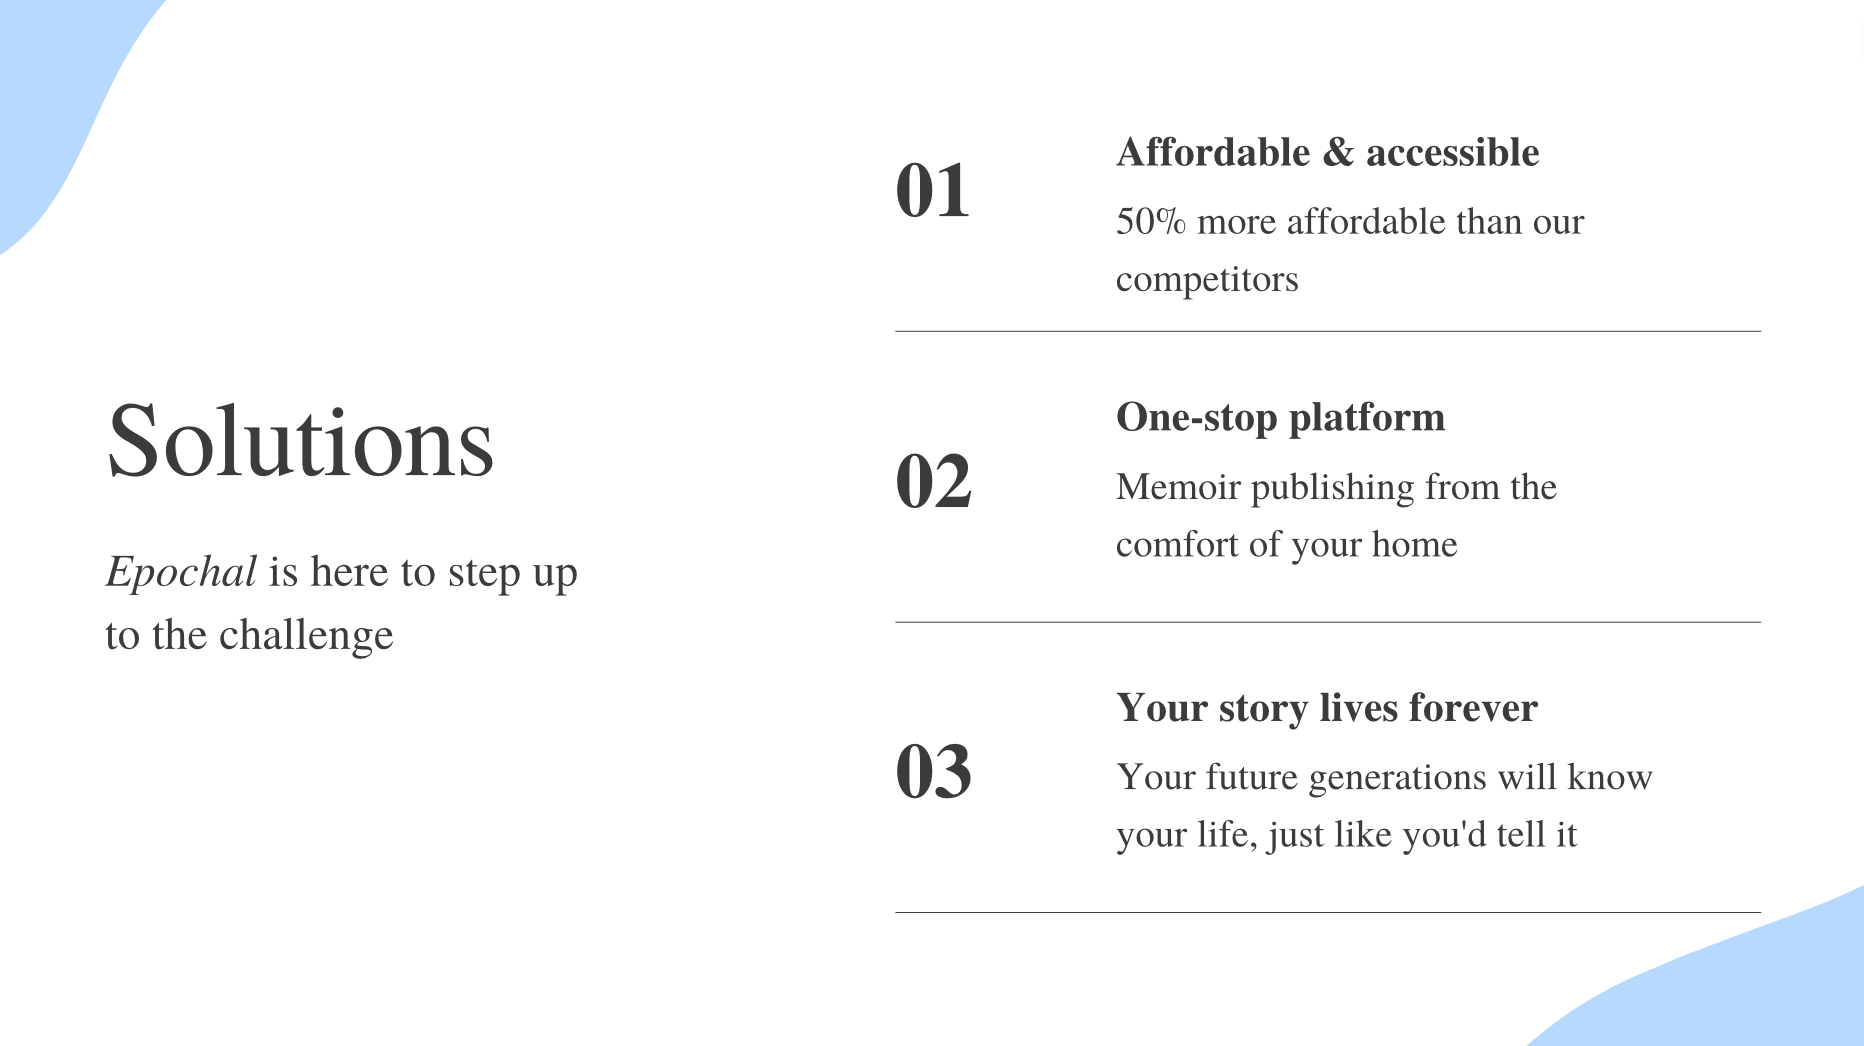 Solutions
Epochal is here to step up
to the challenge
01
Affordable & accessible
50% more affordable than our
competitors
02
One-stop platform
Memoir publishing from the
comfort of your home
03
Your story lives forever
Your future generations will know
your life, just like you'd tell it